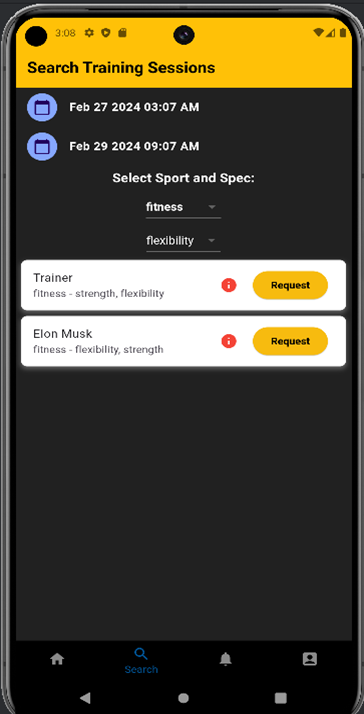 3:08
Search Training Sessions
Feb 27 2024 03:07 AM
Feb 29 2024 09:07 AM
Select Sport and Spec:
fitness
flexibility
Trainer
fitness - strength, flexibility
Request
Elon Musk
fitness - flexibility, strength
Request
Search